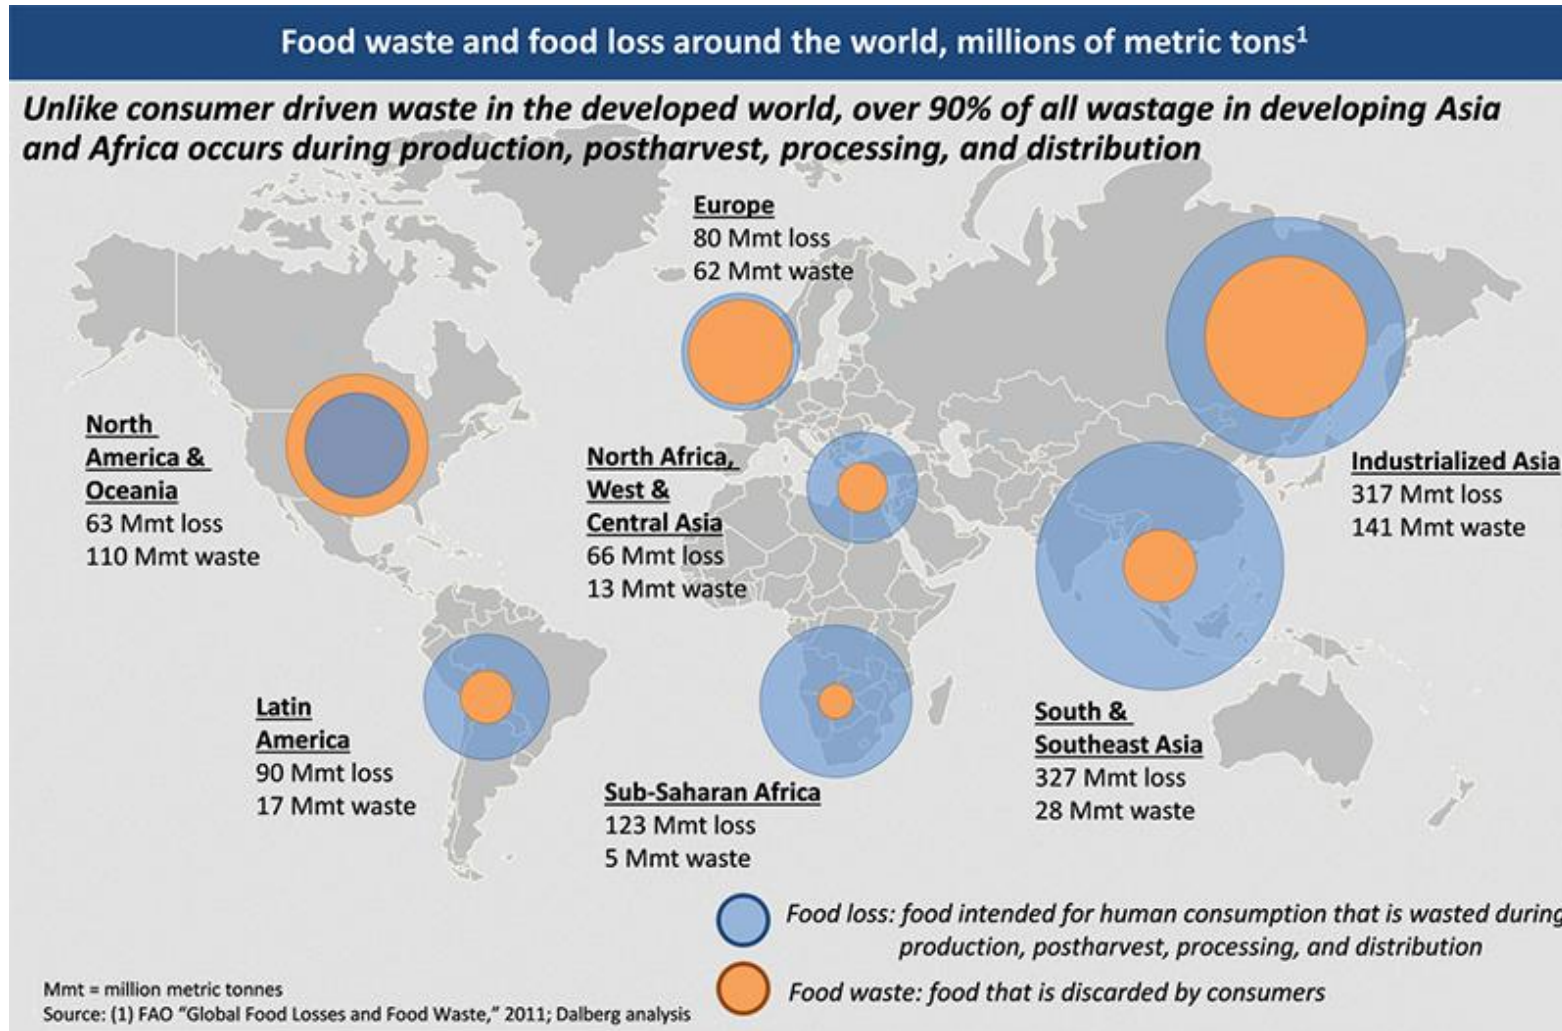 Food waste and food loss around the world, millions of metric tons¹
Unlike consumer driven waste in the developed world, over 90% of all wastage in developing Asia
and Africa occurs during production, postharvest, processing, and distribution
Europe
80 Mmt loss
62 Mmt waste
North
America &
Oceania
63 Mmt loss
110 Mmt waste
North Africa,
West &
Central Asia
66 Mmt loss
13 Mmt waste
Industrialized Asia
317 Mmt loss
141 Mmt waste
Latin
America
90 Mmt loss
17 Mmt waste
Sub-Saharan Africa
123 Mmt loss
5 Mmt waste
South &
Southeast Asia
327 Mmt loss
28 Mmt waste
Food loss: food intended for human consumption that is wasted during
production, postharvest, processing, and distribution
Food waste: food that is discarded by consumers
Mmt = million metric tonnes
Source: (1) FAO "Global Food Losses and Food Waste," 2011; Dalberg analysis